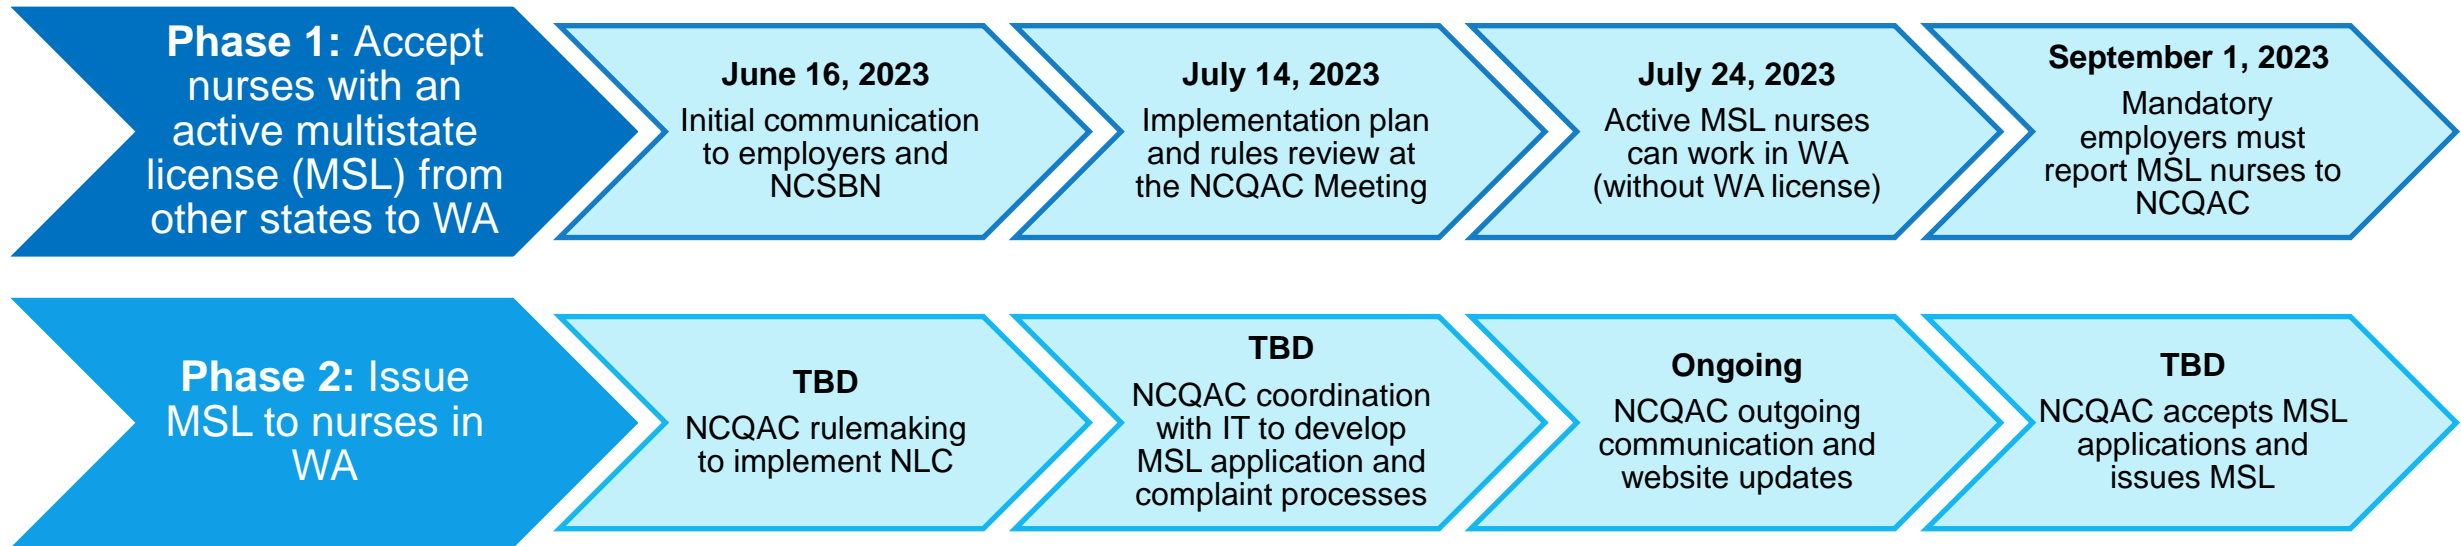 Phase 1: Accept
nurses with an
active multistate
license (MSL) from
other states to WA
June 16, 2023
Initial communication
to employers and
NCSBN
July 14, 2023
Implementation plan
and rules review at
the NCQAC Meeting
July 24, 2023
Active MSL nurses
can work in WA
(without WA license)
September 1, 2023
Mandatory
employers must
report MSL nurses to
NCQAC
Phase 2: Issue
MSL to nurses in
WA
TBD
NCQAC rulemaking
to implement NLC
TBD
NCQAC coordination
with IT to develop
MSL application and
complaint processes
Ongoing
NCQAC outgoing
communication and
website updates
TBD
NCQAC accepts MSL
applications and
issues MSL